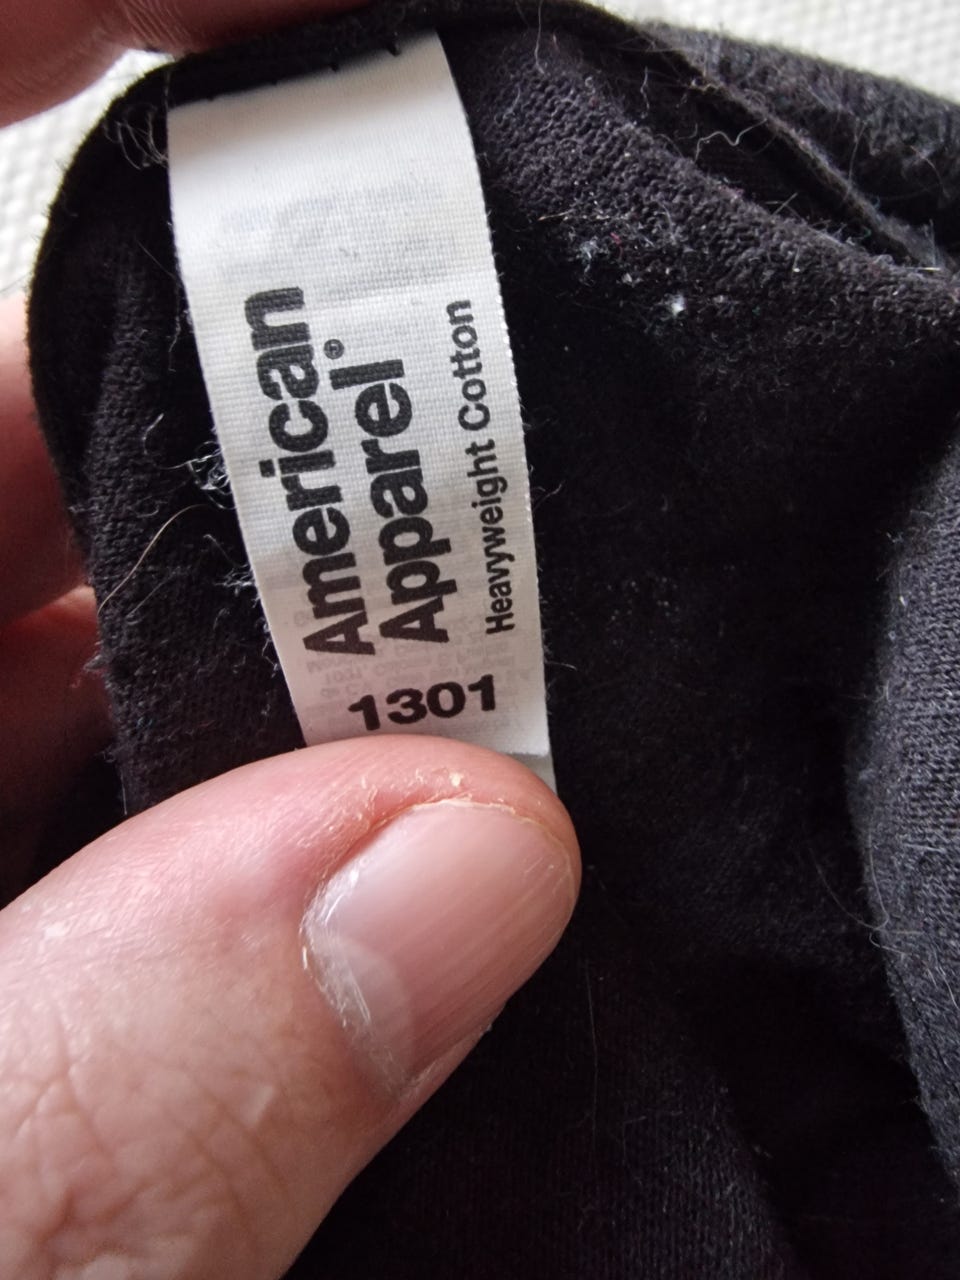 American
Apparel®
Heavyweight Cotton
1301